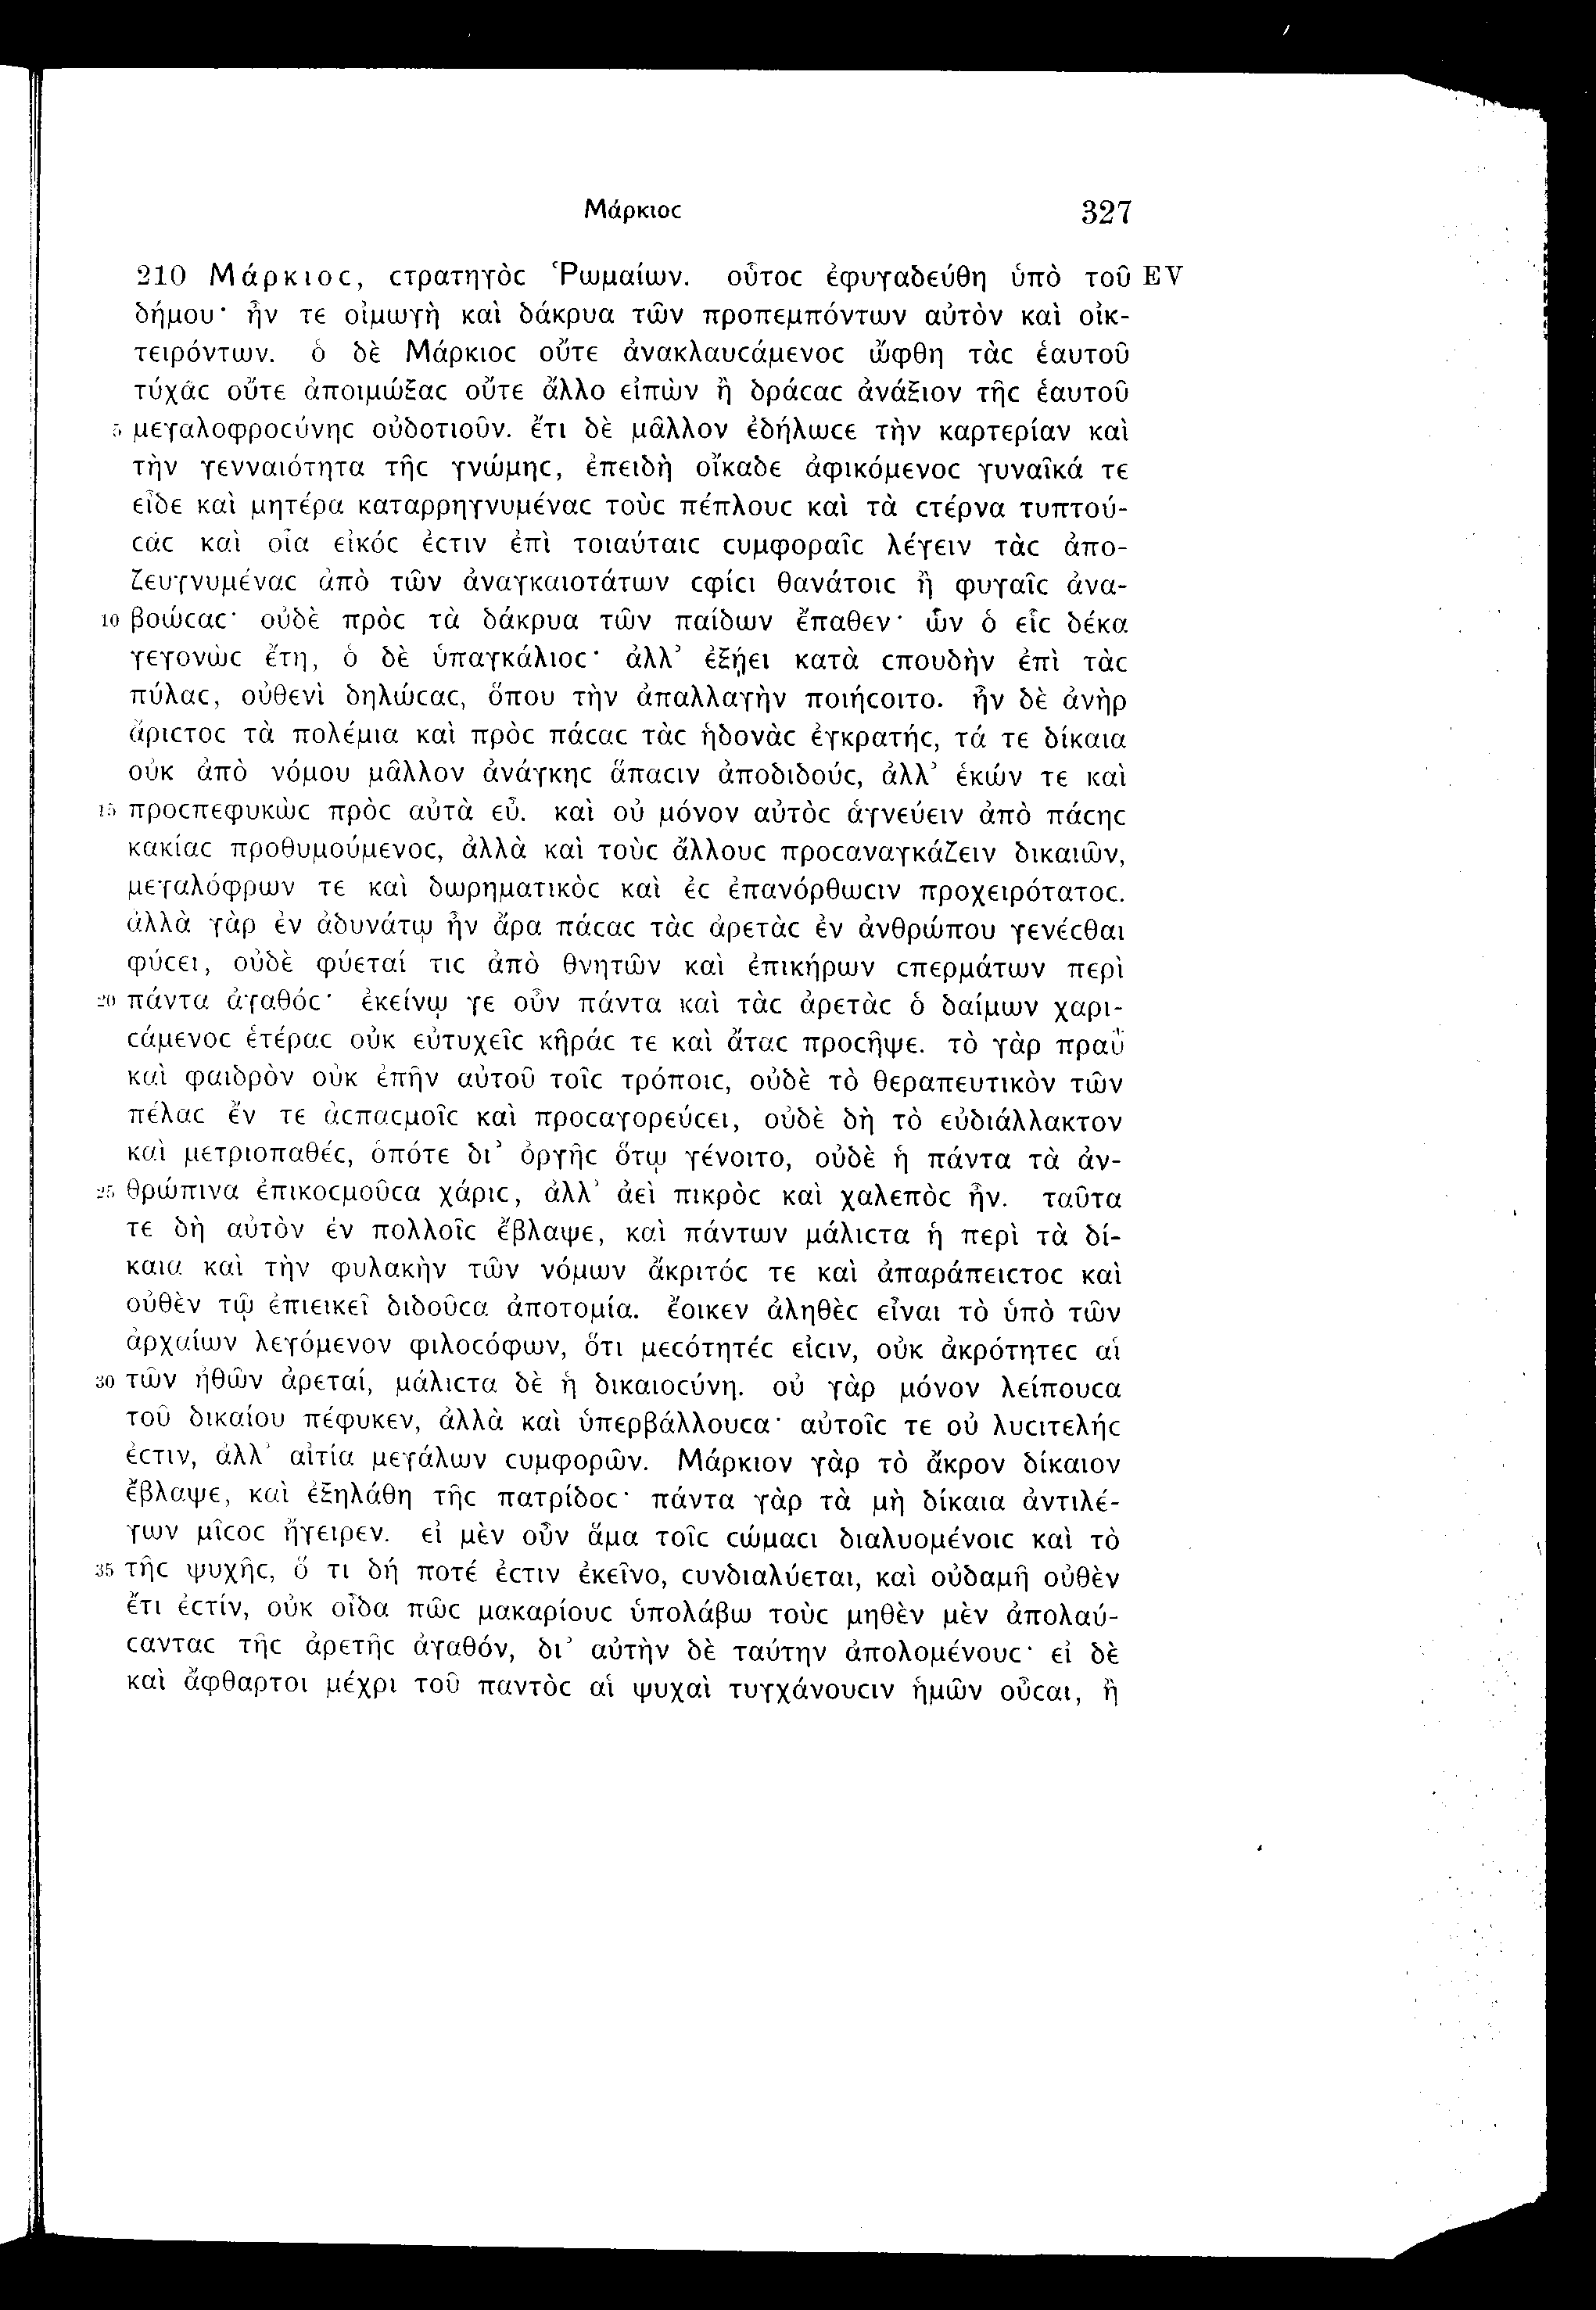 Μάρκιοϲ 327
210 Μάρκιοϲ, ϲτρατηγὸϲ Ῥωμαίων. οὗτοϲ ἐφυγαδεύθη ὑπὸ τοῦ EV
δήμου· ἦν τε οἰμωγὴ καὶ δάκρυα τῶν προπεμπόντων αὐτὸν καὶ οἰκ-
τειρόντων. ὁ δὲ Μάρκιοϲ οὔτε ἀνακλαυϲάμενοϲ ὤφθη τὰϲ ἑαυτοῦ
τύχαϲ οὔτε ἀποιμώξαϲ οὔτε ἄλλο εἰπὼν ἢ δράϲαϲ ἀνάξιον τῆϲ ἑαυτοῦ
5 μεγαλοφροϲύνηϲ οὐδοτιοῦν. ἔτι δὲ μᾶλλον ἐδήλωϲε τὴν καρτερίαν καὶ
τὴν γενναιότητα τῆϲ γνώμηϲ, ἐπειδὴ οἴκαδε ἀφικόμενοϲ γυναῖκά τε
εἶδε καὶ μητέρα καταρρηγνυμέναϲ τοὺϲ πέπλουϲ καὶ τὰ ϲτέρνα τυπτού-
ϲαϲ καὶ οἷα εἰκόϲ ἐϲτιν ἐπὶ τοιαύταιϲ ϲυμφοραῖϲ λέγειν τὰϲ ἀπο-
ζευγνυμέναϲ ἀπὸ τῶν ἀναγκαιοτάτων ϲφίϲι θανάτοιϲ ἢ φυγαῖϲ ἀνα-
10 βοώϲαϲ· οὐδὲ πρὸϲ τὰ δάκρυα τῶν παίδων ἔπαθεν· ὧν ὁ εἷϲ δέκα
γεγονὼϲ ἔτη, ὁ δὲ ὑπαγκάλιοϲ· ἀλλ’ ἐξῄει κατὰ ϲπουδὴν ἐπὶ τὰϲ
πύλαϲ, οὐθενὶ δηλώϲαϲ, ὅπου τὴν ἀπαλλαγὴν ποιήϲοιτο. ἦν δὲ ἀνὴρ
ἄριϲτοϲ τὰ πολέμια καὶ πρὸϲ πάϲαϲ τὰϲ ἡδονὰϲ ἐγκρατήϲ, τά τε δίκαια
οὐκ ἀπὸ νόμου μᾶλλον ἀνάγκηϲ ἅπαϲιν ἀποδιδούϲ, ἀλλ’ ἑκών τε καὶ
15 προϲπεφυκὼϲ πρὸϲ αὐτὰ εὖ. καὶ οὐ μόνον αὐτὸϲ ἁγνεύειν ἀπὸ πάϲηϲ
κακίαϲ προθυμούμενοϲ, ἀλλὰ καὶ τοὺϲ ἄλλουϲ προϲαναγκάζειν δικαιῶν,
μεγαλόφρων τε καὶ δωρηματικὸϲ καὶ ἐϲ ἐπανόρθωϲιν προχειρότατοϲ.
ἀλλὰ γὰρ ἐν ἀδυνάτῳ ἦν ἄρα πάϲαϲ τὰϲ ἀρετὰϲ ἐν ἀνθρώπου γενέϲθαι
φύϲει, οὐδὲ φύεταί τιϲ ἀπὸ θνητῶν καὶ ἐπικήρων ϲπερμάτων περὶ
20 πάντα ἀγαθόϲ· ἐκείνῳ γε οὖν πάντα καὶ τὰϲ ἀρετὰϲ ὁ δαίμων χαρι-
ϲάμενοϲ ἑτέραϲ οὐκ εὐτυχεῖϲ κῆράϲ τε καὶ ἄταϲ προϲῆψε. τὸ γὰρ πραῢ
καὶ φαιδρὸν οὐκ ἐπῆν αὐτοῦ τοῖϲ τρόποιϲ, οὐδὲ τὸ θεραπευτικὸν τῶν
πέλαϲ ἔν τε ἀϲπαϲμοῖϲ καὶ προϲαγορεύϲει, οὐδὲ δὴ τὸ εὐδιάλλακτον
καὶ μετριοπαθέϲ, ὁπότε δι’ ὀργῆϲ ὅτῳ γένοιτο, οὐδὲ ἡ πάντα τὰ ἀν-
25 θρώπινα ἐπικοϲμοῦϲα χάριϲ, ἀλλ’ ἀεὶ πικρὸϲ καὶ χαλεπὸϲ ἦν. ταῦτα
τε δὴ αὐτὸν ἐν πολλοῖϲ ἔβλαψε, καὶ πάντων μάλιϲτα ἡ περὶ τὰ δί-
καια καὶ τὴν φυλακὴν τῶν νόμων ἄκριτόϲ τε καὶ ἀπαράπειϲτοϲ καὶ
οὐθὲν τῷ ἐπιεικεῖ διδοῦϲα ἀποτομία. ἔοικεν ἀληθὲϲ εἶναι τὸ ὑπὸ τῶν
ἀρχαίων λεγόμενον φιλοϲόφων, ὅτι μεϲότητέϲ εἰϲιν, οὐκ ἀκρότητεϲ αἱ
30 τῶν ἠθῶν ἀρεταί, μάλιϲτα δὲ ἡ δικαιοϲύνη. οὐ γὰρ μόνον λείπουϲα
τοῦ δικαίου πέφυκεν, ἀλλὰ καὶ ὑπερβάλλουϲα· αὐτοῖϲ τε οὐ λυϲιτελήϲ
ἐϲτιν, ἀλλ’ αἰτία μεγάλων ϲυμφορῶν. Μάρκιον γὰρ τὸ ἄκρον δίκαιον
ἔβλαψε, καὶ ἐξηλάθη τῆϲ πατρίδοϲ· πάντα γὰρ τὰ μὴ δίκαια ἀντιλέ-
γων μῖϲοϲ ἤγειρεν. εἰ μὲν οὖν ἅμα τοῖϲ ϲώμαϲι διαλυομένοιϲ καὶ τὸ
35 τῆϲ ψυχῆϲ, ὅ τι δή ποτέ ἐϲτιν ἐκεῖνο, ϲυνδιαλύεται, καὶ οὐδαμῆ οὐθὲν
ἔτι ἐϲτίν, οὐκ οἶδα πῶϲ μακαρίουϲ ὑπολάβω τοὺϲ μηθὲν μὲν ἀπολαύ-
ϲανταϲ τῆϲ ἀρετῆϲ ἀγαθόν, δι’ αὐτὴν δὲ ταύτην ἀπολομένουϲ· εἰ δὲ
καὶ ἄφθαρτοι μέχρι τοῦ παντὸϲ αἱ ψυχαὶ τυγχάνουϲιν ἡμῶν οὖϲαι, ἢ